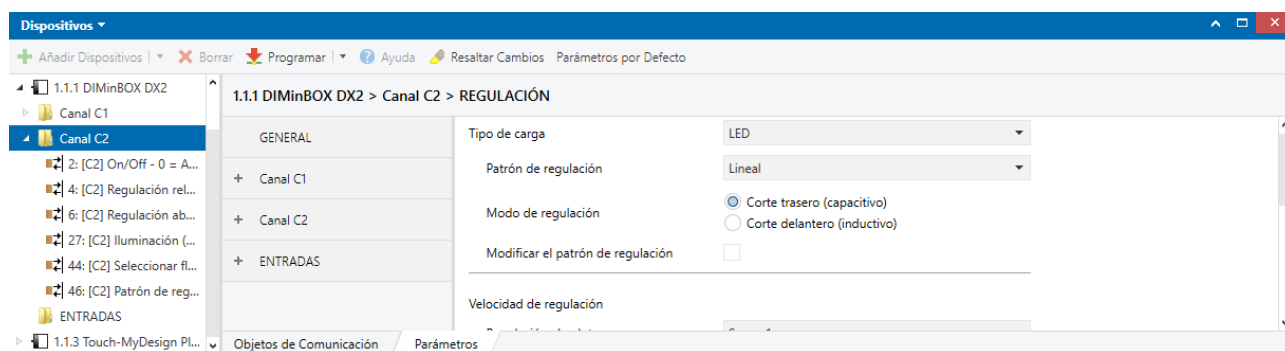 Dispositivos
Añadir Dispositivos Borrar Programar Ayuda Resaltar Cambios Parámetros por Defecto
1.1.1 DIMinBOX DX2
Canal C1
Canal C2
2: [C2] On/Off - 0 = A...
4: [C2] Regulación rel...
6: [C2] Regulación ab...
27: [C2] Iluminación (...
44: [C2] Seleccionar fl...
46: [C2] Patrón de reg...
ENTRADAS
1.1.3 Touch-MyDesign Pl...
1.1.1 DIMinBOX DX2 > Canal C2 > REGULACIÓN
GENERAL
+ Canal C1
+ Canal C2
+ ENTRADAS
Tipo de carga LED
Patrón de regulación Lineal
Modo de regulación Corte trasero (capacitivo)
Corte delantero (inductivo)
Modificar el patrón de regulación
Velocidad de regulación
Objetos de Comunicación Parámetros